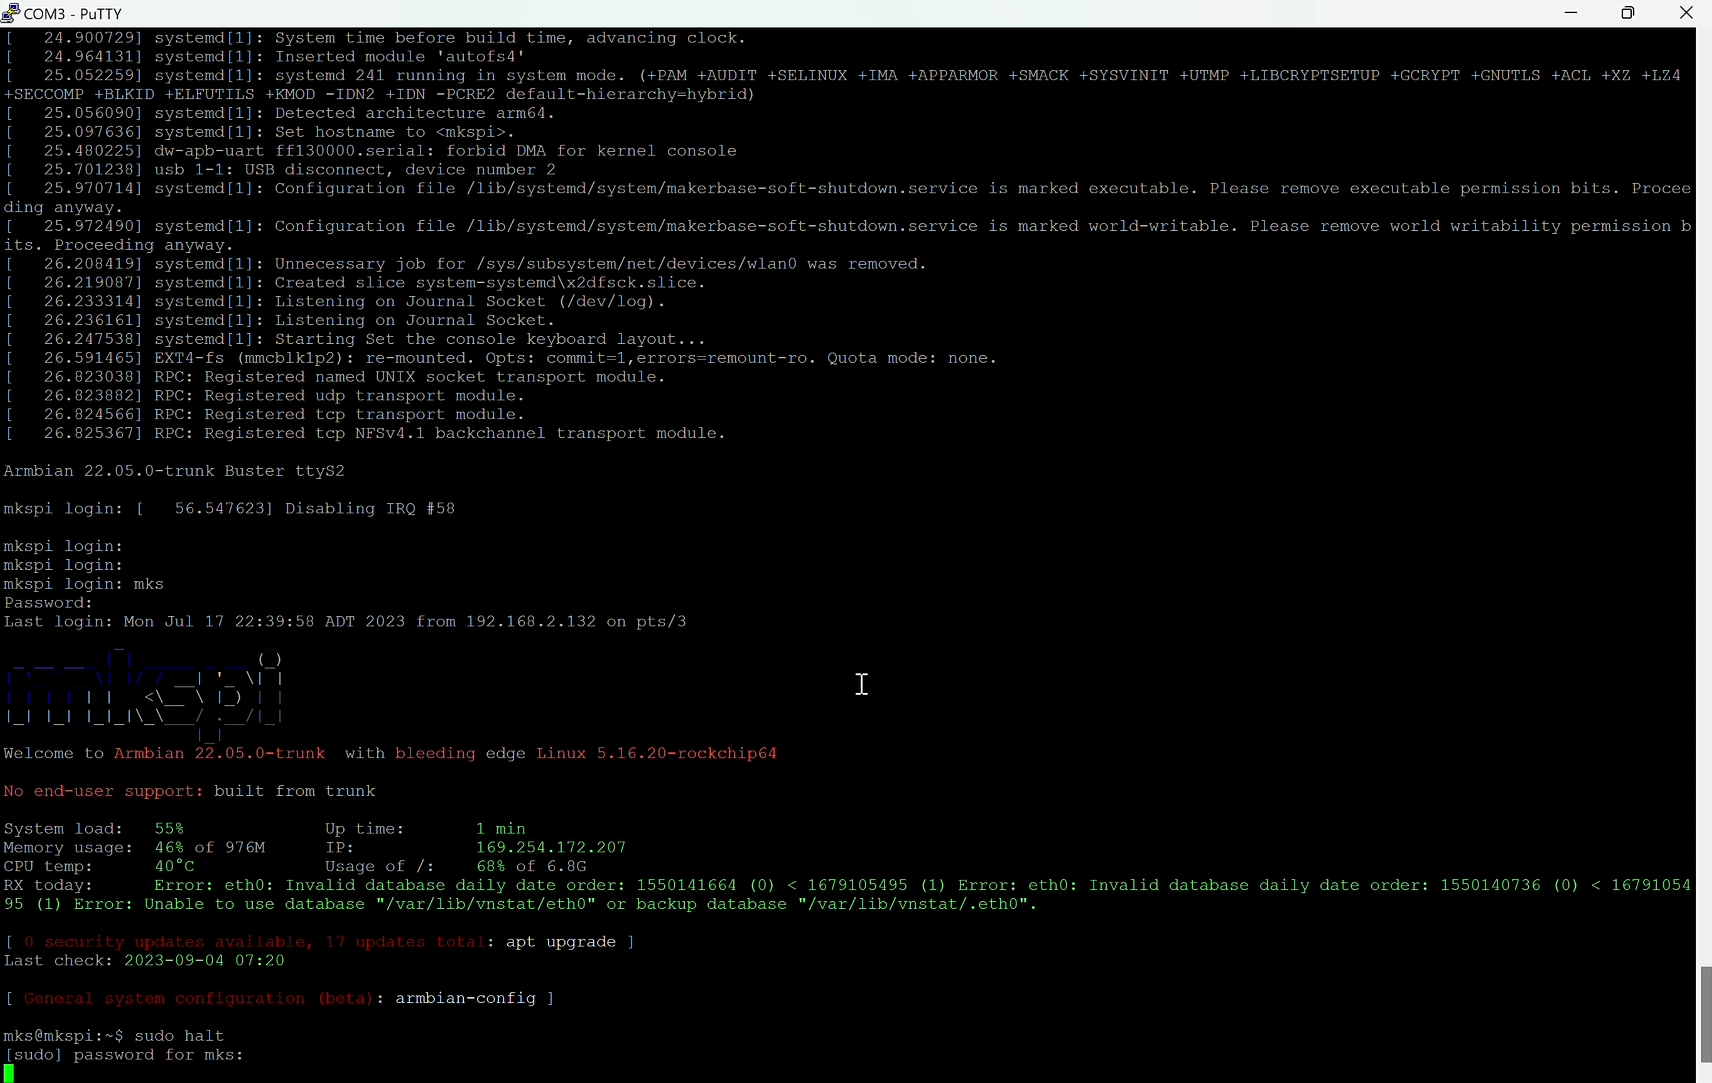 COM3 - PuTTY
[   24.900729] systemd[1]: System time before build time, advancing clock.
[   24.964131] systemd[1]: Inserted module 'autofs4'
[   25.052259] systemd[1]: systemd 241 running in system mode. (+PAM +AUDIT +SELINUX +IMA +APPARMOR +SMACK +SYSVINIT +UTMP +LIBCRYPTSETUP +GCRYPT +GNUTLS +ACL +XZ +LZ4
+SECCOMP +BLKID +ELFUTILS +KMOD -IDN2 +IDN -PCRE2 default-hierarchy=hybrid)
[   25.056090] systemd[1]: Detected architecture arm64.
[   25.097636] systemd[1]: Set hostname to <mkspi>.
[   25.480225] dw-apb-uart ff130000.serial: forbid DMA for kernel console
[   25.701238] usb 1-1: USB disconnect, device number 2
[   25.970714] systemd[1]: Configuration file /lib/systemd/system/makerbase-soft-shutdown.service is marked executable. Please remove executable permission bits. Procee
ding anyway.
[   25.972490] systemd[1]: Configuration file /lib/systemd/system/makerbase-soft-shutdown.service is marked world-writable. Please remove world writability permission b
its. Proceeding anyway.
[   26.208419] systemd[1]: Unnecessary job for /sys/subsystem/net/devices/wlan0 was removed.
[   26.219087] systemd[1]: Created slice system-systemd\x2dfsck.slice.
[   26.233314] systemd[1]: Listening on Journal Socket (/dev/log).
[   26.236161] systemd[1]: Listening on Journal Socket.
[   26.247538] systemd[1]: Starting Set the console keyboard layout...
[   26.591465] EXT4-fs (mmcblk1p2): re-mounted. Opts: commit=1,errors=remount-ro. Quota mode: none.
[   26.823038] RPC: Registered named UNIX socket transport module.
[   26.823882] RPC: Registered udp transport module.
[   26.824566] RPC: Registered tcp transport module.
[   26.825367] RPC: Registered tcp NFSv4.1 backchannel transport module.
Armbian 22.05.0-trunk Buster ttyS2
mkspi login: [   56.547623] Disabling IRQ #58
mkspi login:
mkspi login:
mkspi login: mks
Password:
Last login: Mon Jul 17 22:39:58 ADT 2023 from 192.168.2.132 on pts/3
mkspi
Welcome to Armbian 22.05.0-trunk  with bleeding edge Linux 5.16.20-rockchip64
No end-user support: built from trunk
System load:   55%              Up time:       1 min
Memory usage:  46% of 976M      IP:            169.254.172.207
CPU temp:      40°C             Usage of /:    68% of 6.8G
RX today:      Error: eth0: Invalid database daily date order: 1550141664 (0) < 1679105495 (1) Error: eth0: Invalid database daily date order: 1550140736 (0) < 16791054
95 (1) Error: Unable to use database "/var/lib/vnstat/eth0" or backup database "/var/lib/vnstat/.eth0".
[ 0 security updates available, 17 updates total: apt upgrade ]
Last check: 2023-09-04 07:20
[ General system configuration (beta): armbian-config ]
mks@mkspi:~$ sudo halt
[sudo] password for mks: